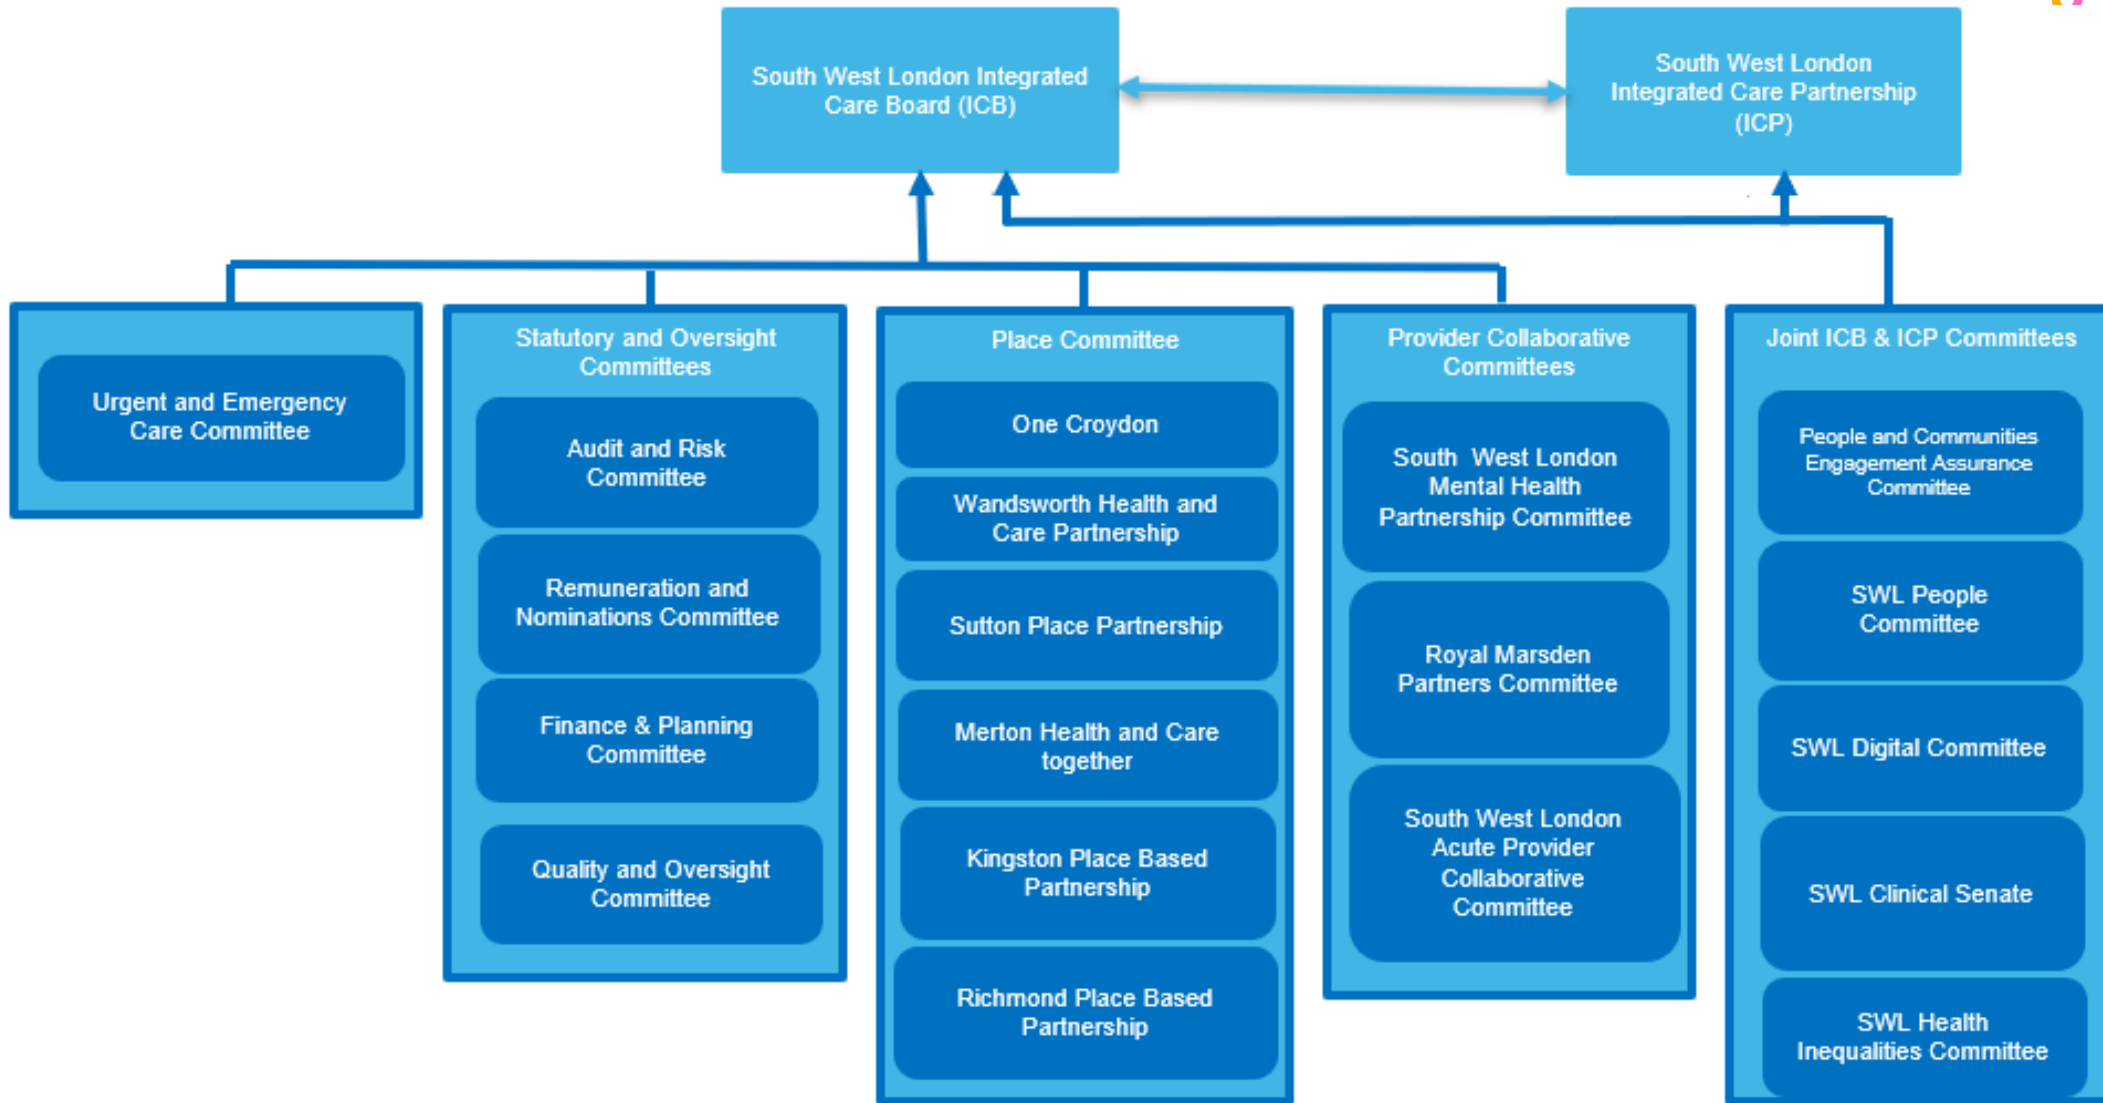 South West London Integrated
Care Board (ICB)
South West London
Integrated Care Partnership
(ICP)
Urgent and Emergency
Care Committee
Statutory and Oversight
Committees
Audit and Risk
Committee
Remuneration and
Nominations Committee
Finance & Planning
Committee
Quality and Oversight
Committee
Place Committee
One Croydon
Wandsworth Health and
Care Partnership
Sutton Place Partnership
Merton Health and Care
together
Kingston Place Based
Partnership
Richmond Place Based
Partnership
Provider Collaborative
Committees
South West London
Mental Health
Partnership Committee
Royal Marsden
Partners Committee
South West London
Acute Provider
Collaborative
Committee
Joint ICB & ICP Committees
People and Communities
Engagement Assurance
Committee
SWL People
Committee
SWL Digital Committee
SWL Clinical Senate
SWL Health
Inequalities Committee